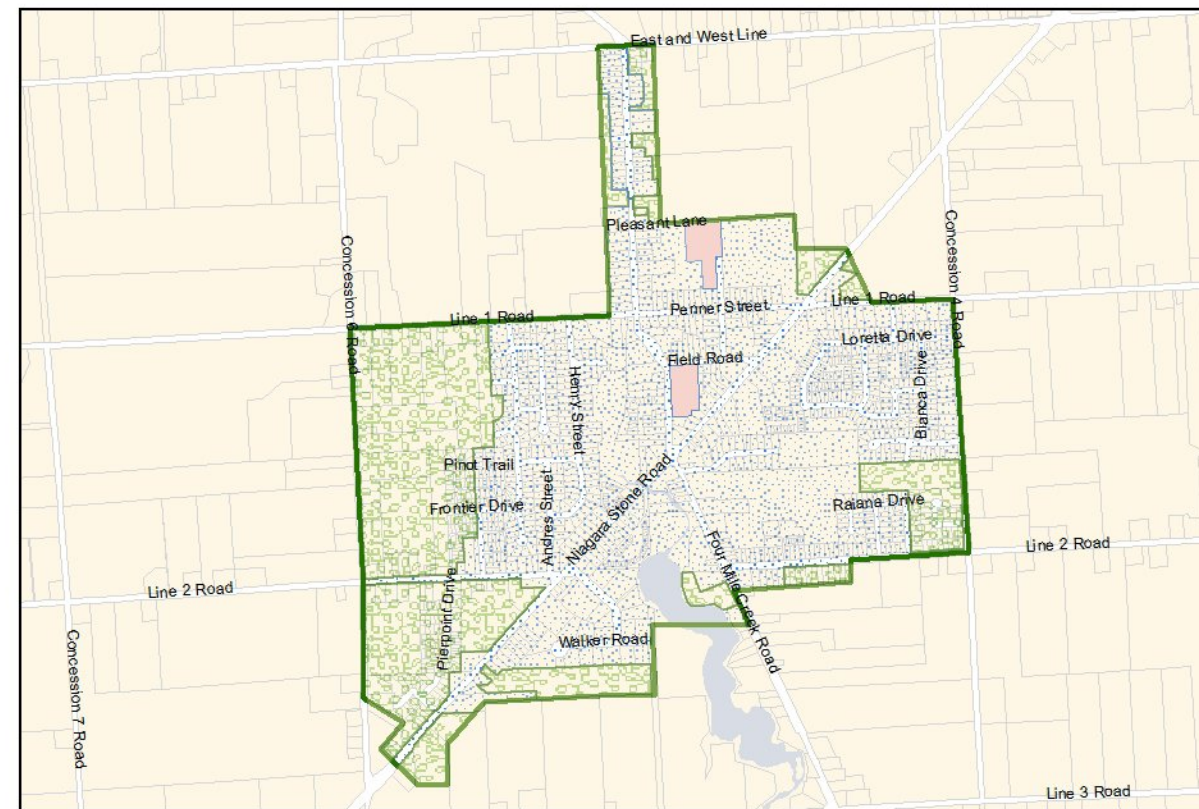 East and West Line
Pleasant Lane
Concession 6 Road
Concession 4 Road
Line 1 Road
Penner Street
Line 1 Road
Loretta Drive
Field Road
Henry Street
Bianca Drive
Pinot Trail
Frontier Drive
Andres Street
Niagara Stone Road
Raiana Drive
Four Mile Creek Road
Line 2 Road
Line 2 Road
Pierpoint Drive
Walker Road
Concession 7 Road
Line 3 Road